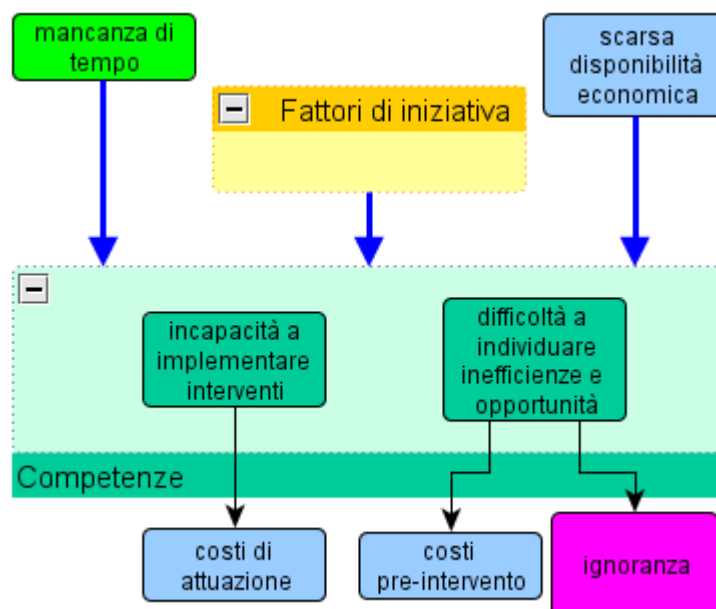 mancanza di
tempo
Fattori di iniziativa
scarsa
disponibilità
economica
incapacità a
implementare
interventi
difficoltà a
individuare
inefficienze e
opportunità
Competenze
costi di
attuazione
costi
pre-intervento
ignoranza